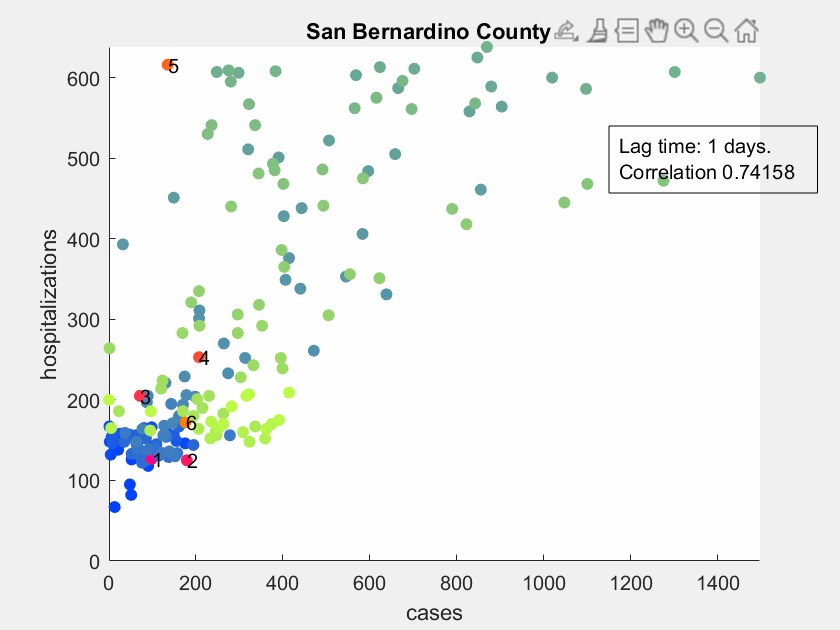 San Bernardino County
600
500
400
300
200
100
0
hospitalizations
5
4
3
6
1
2
Lag time: 1 days.
Correlation 0.74158
0 200 400 600 800 1000 1200 1400
cases